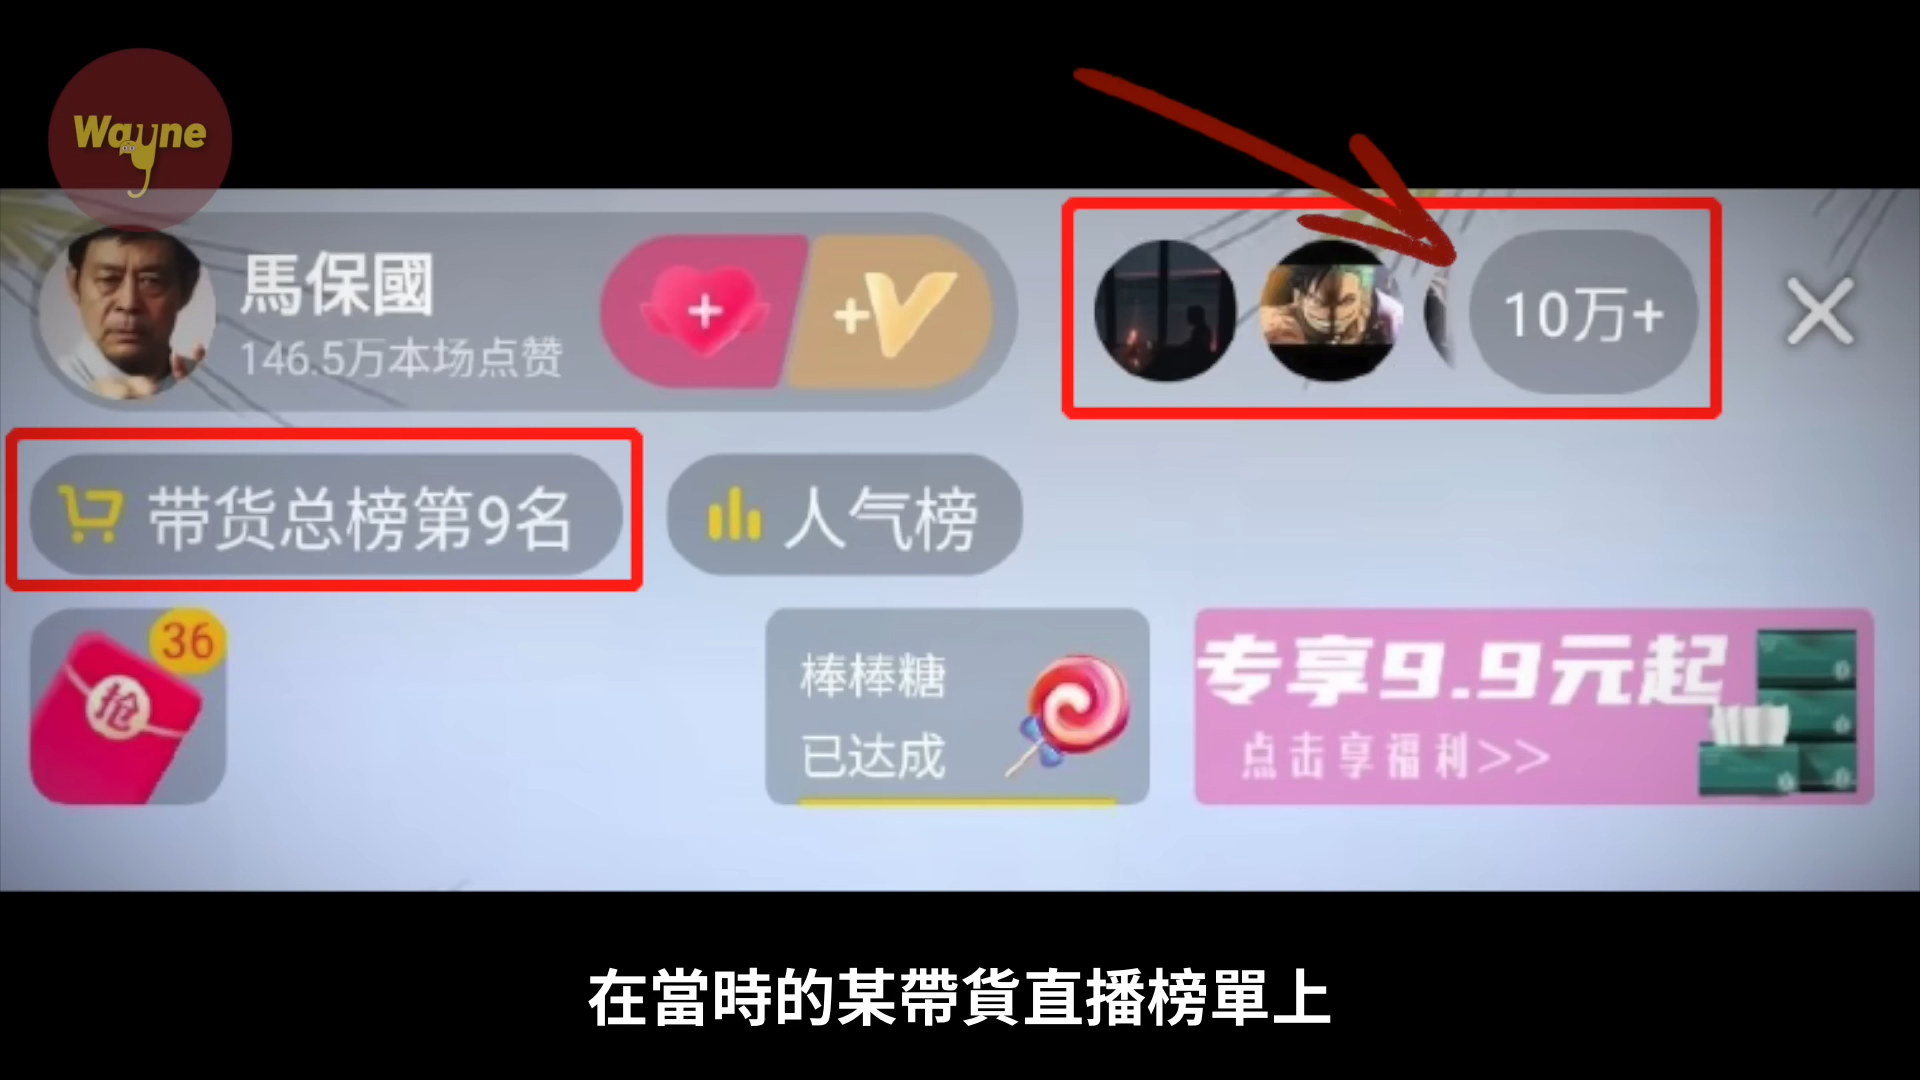 Wayne
馬保國
146.5万本场点赞
+
+V
10万+
带货总榜第9名
人气榜
36
抢
棒棒糖
已达成
专享9.9元起
点击享福利>>
在當時的某帶貨直播榜單上